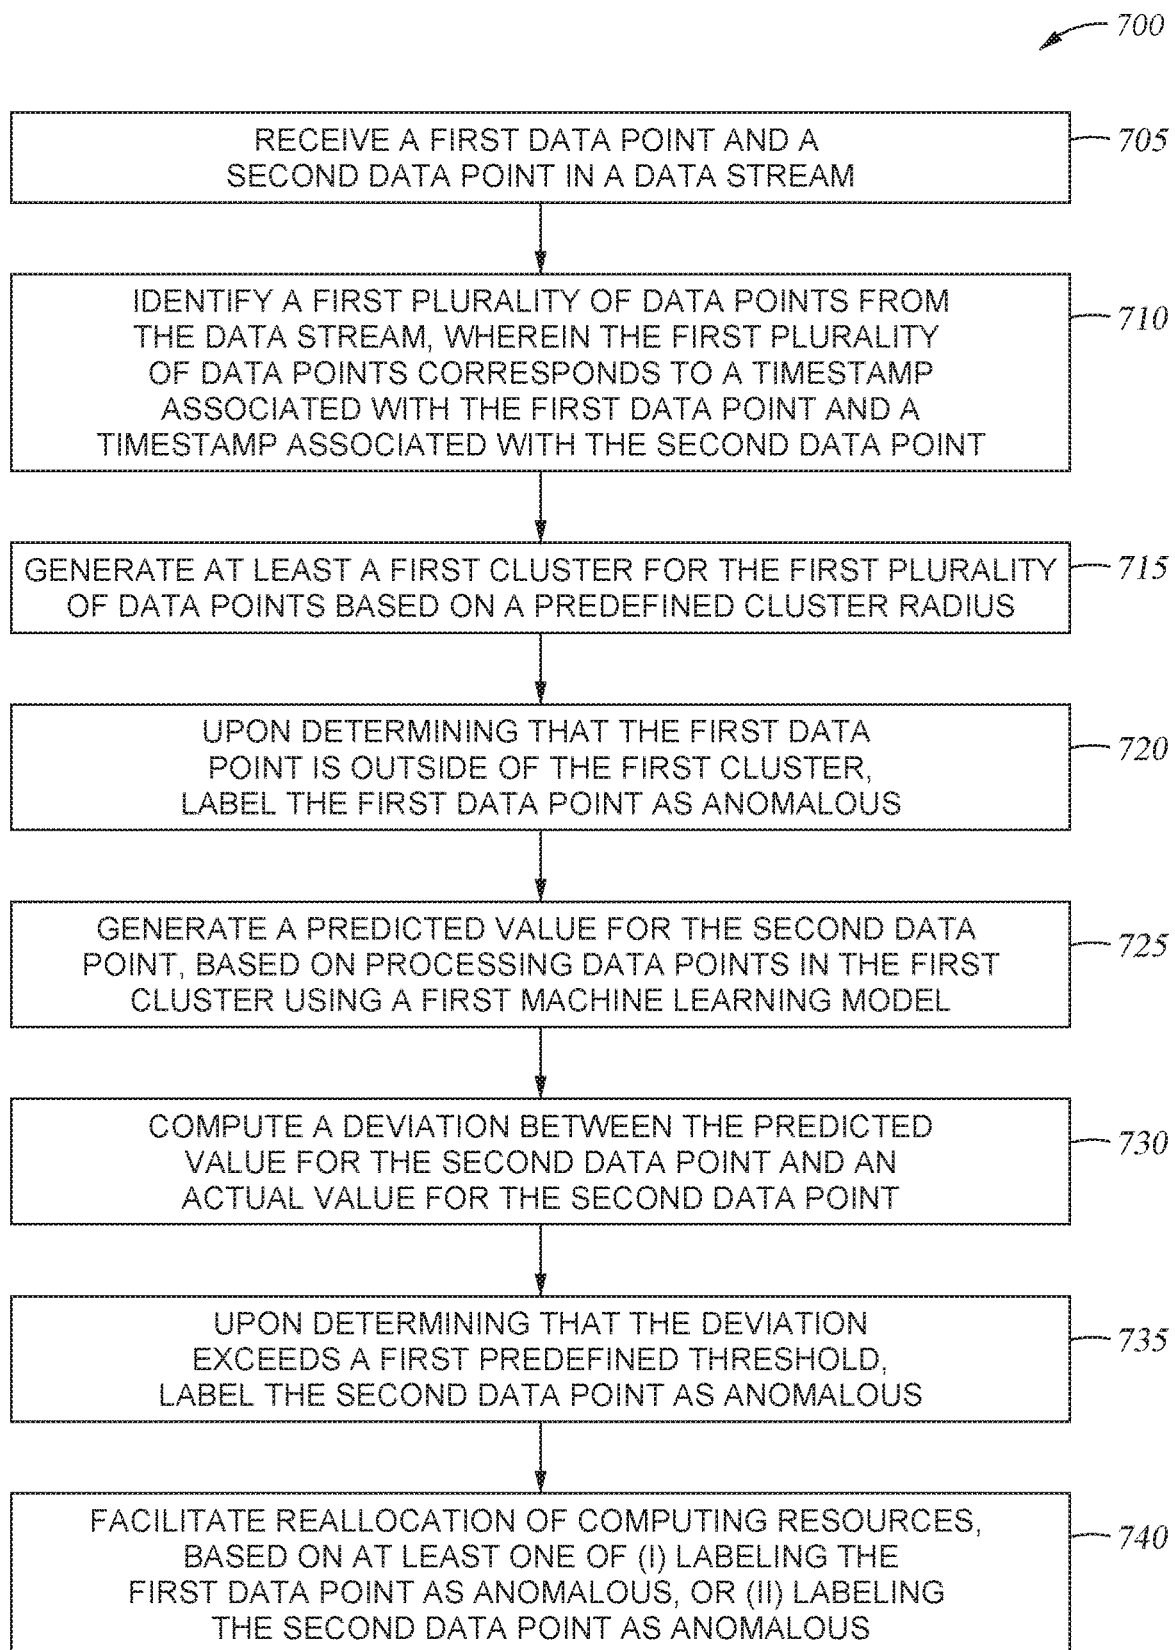 700
RECEIVE A FIRST DATA POINT AND A
SECOND DATA POINT IN A DATA STREAM
705
IDENTIFY A FIRST PLURALITY OF DATA POINTS FROM
THE DATA STREAM, WHEREIN THE FIRST PLURALITY
OF DATA POINTS CORRESPONDS TO A TIMESTAMP
ASSOCIATED WITH THE FIRST DATA POINT AND A
TIMESTAMP ASSOCIATED WITH THE SECOND DATA POINT
710
GENERATE AT LEAST A FIRST CLUSTER FOR THE FIRST PLURALITY
OF DATA POINTS BASED ON A PREDEFINED CLUSTER RADIUS
715
UPON DETERMINING THAT THE FIRST DATA
POINT IS OUTSIDE OF THE FIRST CLUSTER,
LABEL THE FIRST DATA POINT AS ANOMALOUS
720
GENERATE A PREDICTED VALUE FOR THE SECOND DATA
POINT, BASED ON PROCESSING DATA POINTS IN THE FIRST
CLUSTER USING A FIRST MACHINE LEARNING MODEL
725
COMPUTE A DEVIATION BETWEEN THE PREDICTED
VALUE FOR THE SECOND DATA POINT AND AN
ACTUAL VALUE FOR THE SECOND DATA POINT
730
UPON DETERMINING THAT THE DEVIATION
EXCEEDS A FIRST PREDEFINED THRESHOLD,
LABEL THE SECOND DATA POINT AS ANOMALOUS
735
FACILITATE REALLOCATION OF COMPUTING RESOURCES,
BASED ON AT LEAST ONE OF (I) LABELING THE
FIRST DATA POINT AS ANOMALOUS, OR (II) LABELING
THE SECOND DATA POINT AS ANOMALOUS
740